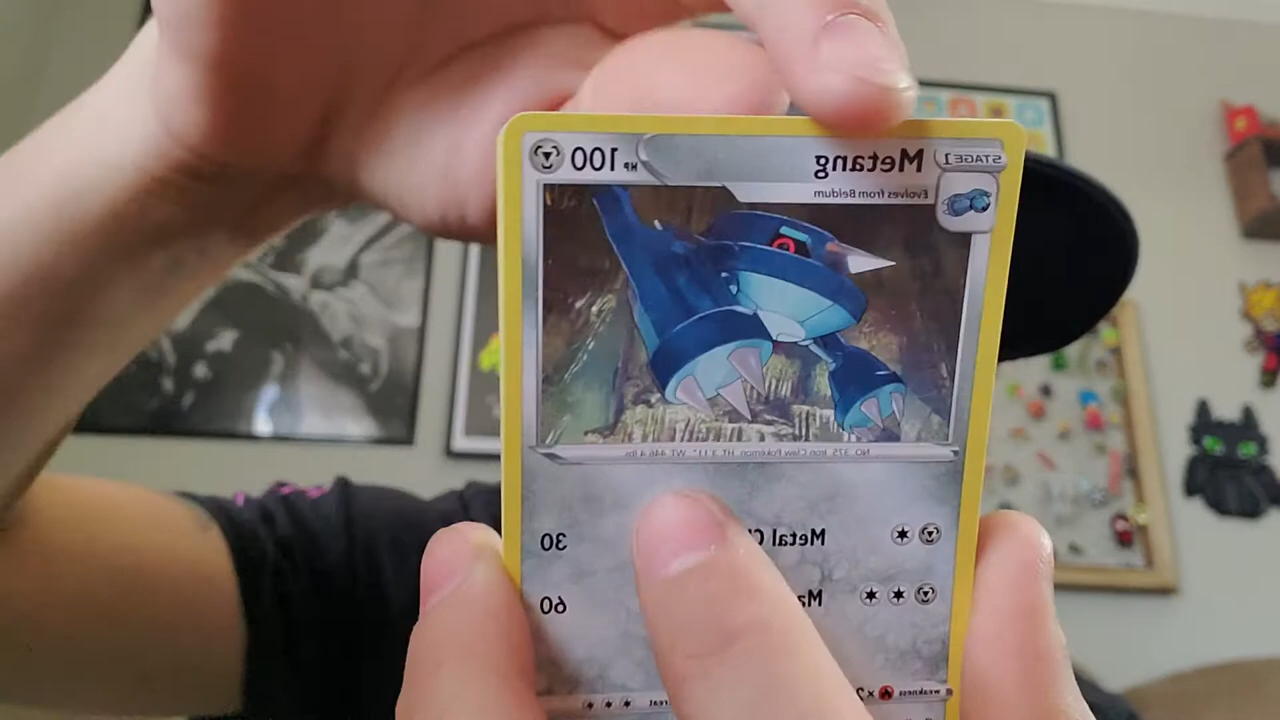 STAGE1 Metang HP 100
Evolves from Beldum
NO. 375 Iron Claw Pokémon HT: 3'11" WT: 446.4 lbs
Metal 30
60
weakness ×2